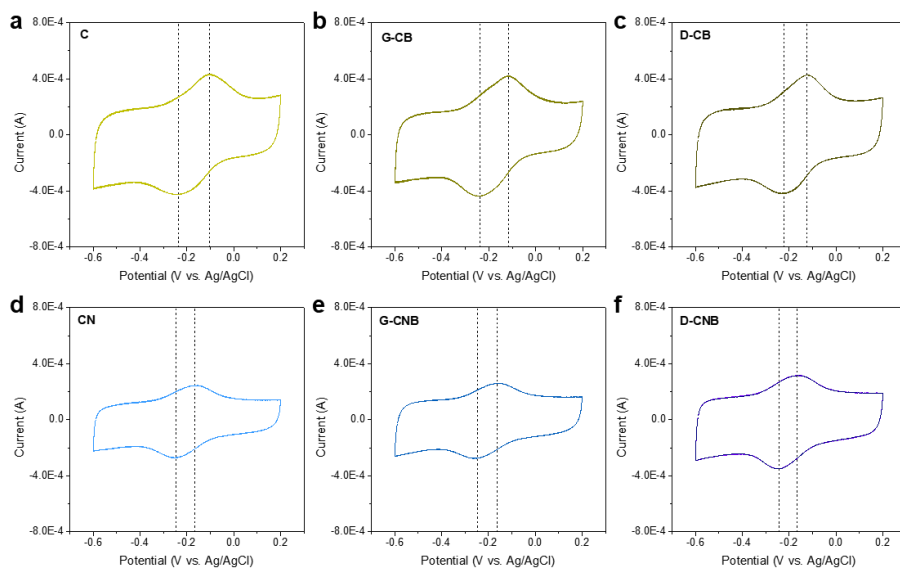 a
C
8.0E-4
4.0E-4
0.0
-4.0E-4
-8.0E-4
Current (A)
-0.6 -0.4 -0.2 0.0 0.2
Potential (V vs. Ag/AgCl)
b
G-CB
8.0E-4
4.0E-4
0.0
-4.0E-4
-8.0E-4
Current (A)
-0.6 -0.4 -0.2 0.0 0.2
Potential (V vs. Ag/AgCl)
c
D-CB
8.0E-4
4.0E-4
0.0
-4.0E-4
-8.0E-4
Current (A)
-0.6 -0.4 -0.2 0.0 0.2
Potential (V vs. Ag/AgCl)
d
CN
8.0E-4
4.0E-4
0.0
-4.0E-4
-8.0E-4
Current (A)
-0.6 -0.4 -0.2 0.0 0.2
Potential (V vs. Ag/AgCl)
e
G-CNB
8.0E-4
4.0E-4
0.0
-4.0E-4
-8.0E-4
Current (A)
-0.6 -0.4 -0.2 0.0 0.2
Potential (V vs. Ag/AgCl)
f
D-CNB
8.0E-4
4.0E-4
0.0
-4.0E-4
-8.0E-4
Current (A)
-0.6 -0.4 -0.2 0.0 0.2
Potential (V vs. Ag/AgCl)